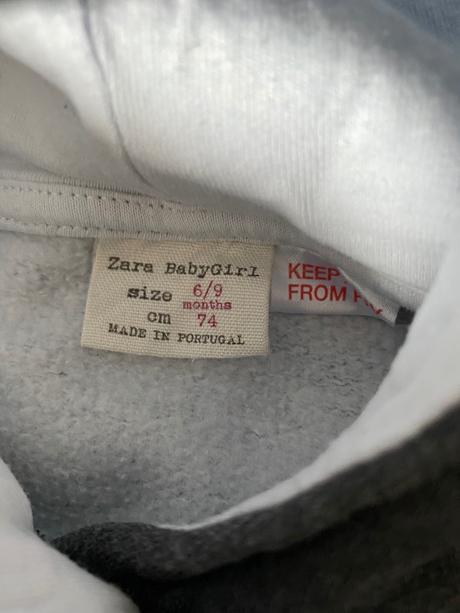 Zara BabyGirl
size 6/9
months
cm 74
MADE IN PORTUGAL
KEEP
FROM